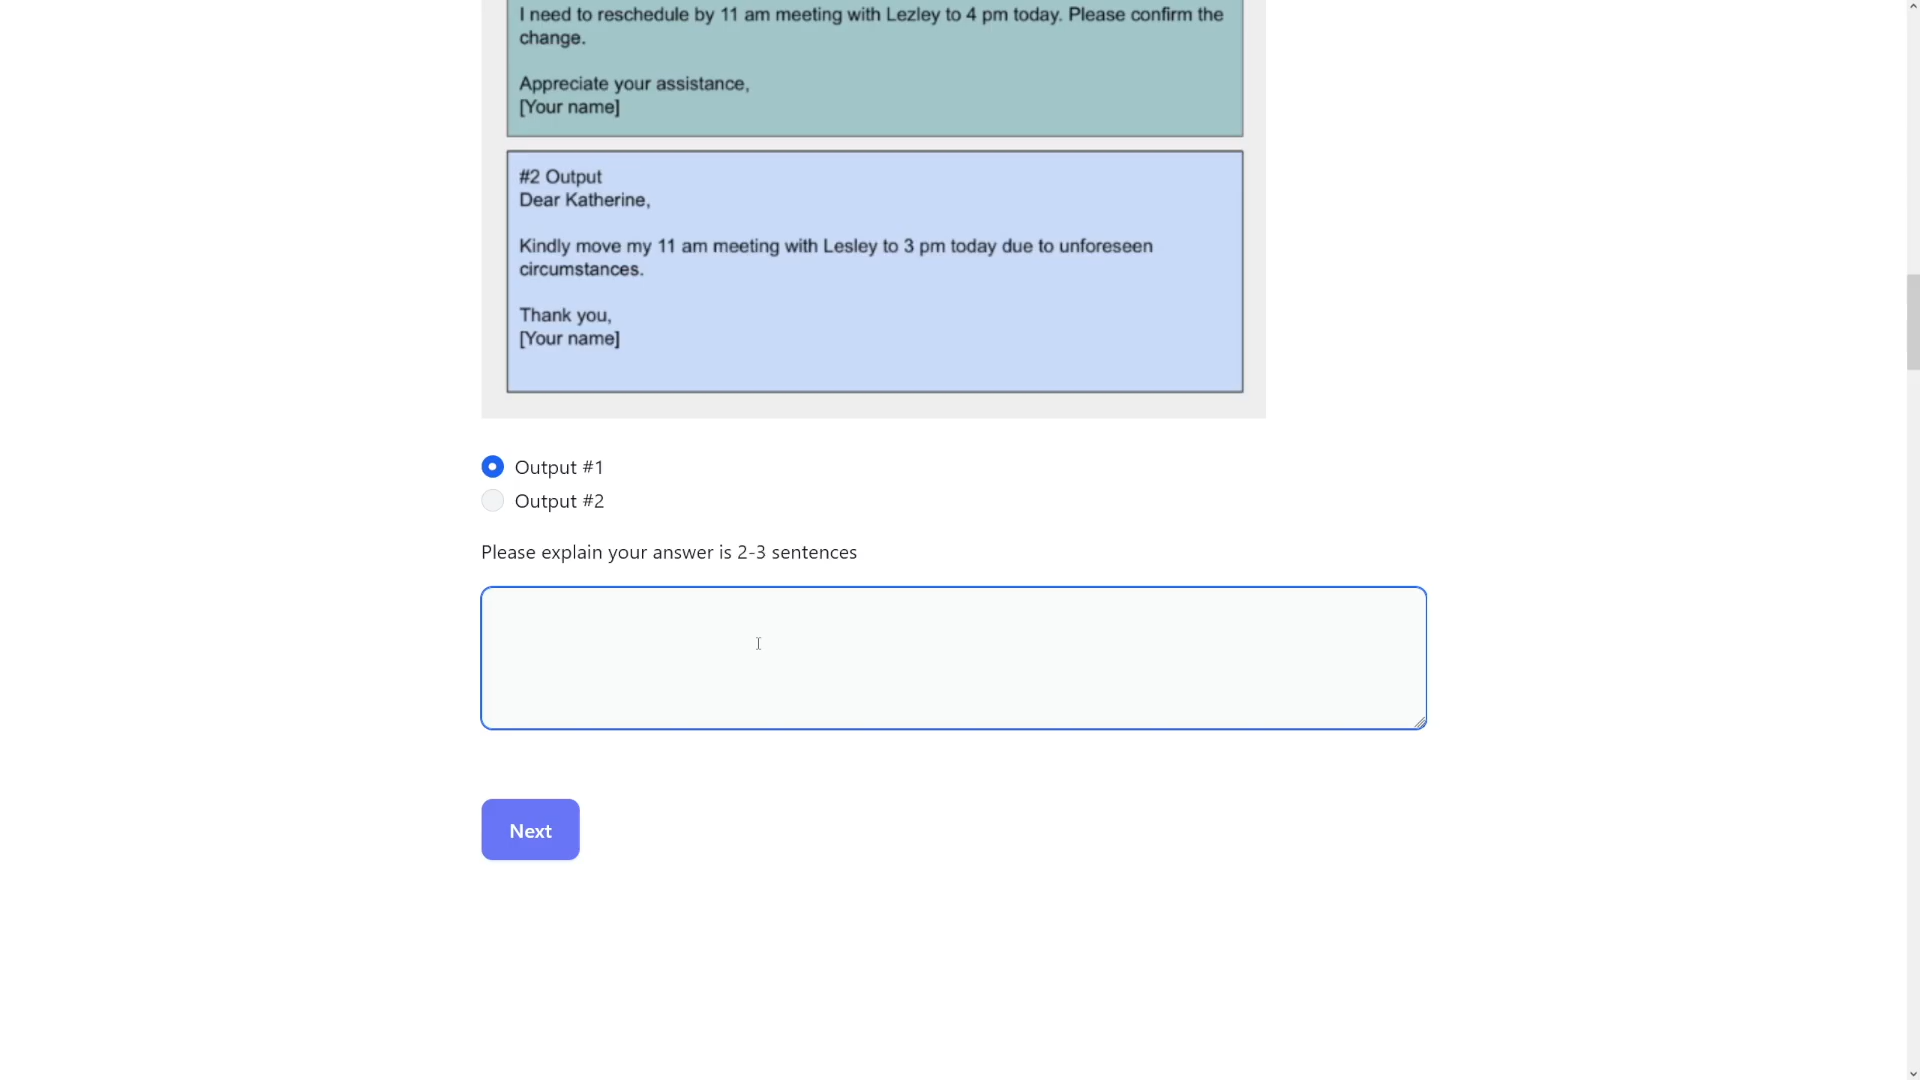 I need to reschedule by 11 am meeting with Lezley to 4 pm today. Please confirm the
change.
Appreciate your assistance,
[Your name]
#2 Output
Dear Katherine,
Kindly move my 11 am meeting with Lesley to 3 pm today due to unforeseen
circumstances.
Thank you,
[Your name]
Output #1
Output #2
Please explain your answer is 2-3 sentences
Next